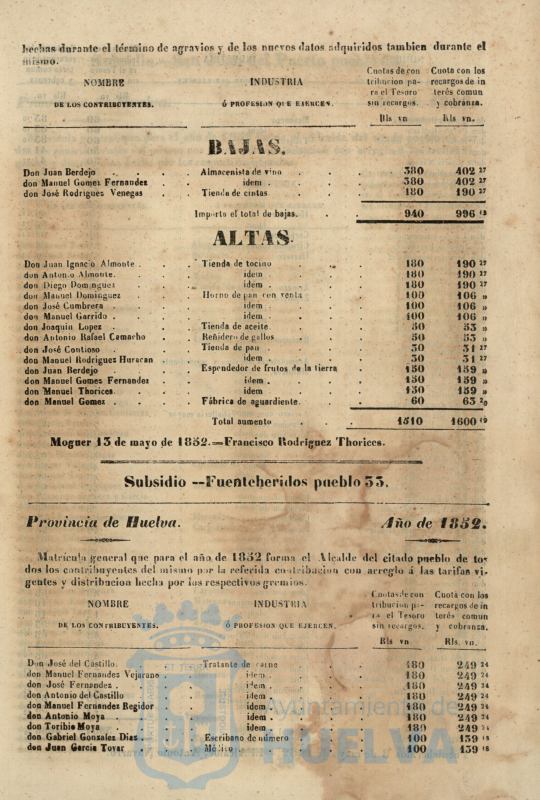 hechas durante el término de agravios y de los nuevos datos adquiridos tambien durante el
mismo.
NOMBRE
DE LOS CONTRIBUYENTES.
INDUSTRIA
ó PROFESION QUE EJERCEN.
Cuotas de con
tribucion pa-
ra el Tesoro
sin recargos.
Rls vn
Cuota con los
recargos de in
terés comun
y cobranza.
Rls vn.
BAJAS.
Don Juan Berdejo . . . . Almacenista de vino . . . 380 402 27
don Manuel Gomez Fernandez . . . idem . . . 380 402 27
don José Rodriguez Venegas . . . Tienda de cintas . . . 180 190 27
Importa el total de bajas. . . 940 996
ALTAS.
Don Juan Ignacio Almonte . . . Tienda de tocino . . . 180 190 27
don Antonio Almonte. . . . idem . . . 180 190 27
don Diego Dominguez . . . idem . . . 180 190 27
don Manuel Dominguez . . . Horno de pan con venta . . . 100 106 »
don José Cumbrera . . . idem . . . 100 106 »
don Manuel Garrido . . . idem . . . 100 106 »
don Joaquin Lopez . . . Tienda de aceite . . . 50 53 »
don Antonio Rafael Camacho . . . Reñidero de gallos . . . 50 53 »
don José Contioso . . . Tienda de pan . . . 30 31 27
don Manuel Rodriguez Huracan . . . idem . . . 30 31 27
don Juan Berdejo . . . Espendedor de frutos de la tierra 150 159 »
don Manuel Gomez Fernandez . . . idem . . . 150 159 »
don Manuel Thorices. . . . idem . . . 150 159 »
don Manuel Gomez . . . Fábrica de aguardiente. . . . 60 63
Total aumento . . . 1510 1600
Moguer 13 de mayo de 1852.=Francisco Rodriguez Thorices.
Subsidio --Fuenteheridos pueblo 33.
Provincia de Huelva. Año de 1852.
Matrícula general que para el año de 1852 forma el Alcalde del citado pueblo de to-
dos los contribuyentes del mismo por la referida contribucion con arreglo á las tarifas vi-
gentes y distribucion hecha por los respectivos gremios.
NOMBRE
DE LOS CONTRIBUYENTES.
INDUSTRIA
ó PROFESION QUE EJERCEN.
Cuotas de con
tribucion pa-
ra el Tesoro
sin recargos.
Rls vn
Cuota con los
recargos de in
terés comun
y cobranza.
Rls. vn.
Don José del Castillo. . . . Tratante de carne . . . 180 249 24
don Manuel Fernandez Vejarano . . . idem . . . 180 249 24
don José Fernandez . . . idem . . . 180 249 24
don Antonio del Castillo . . . idem . . . 180 249 24
don Manuel Fernandez Regidor . . . idem . . . 180 249 24
don Antonio Moya . . . idem . . . 180 249 24
don Toribio Moya . . . idem . . . 180 249 24
don Gabriel Gonzalez Diaz . . . Escribano de número . . . 100 139 18
don Juan Garcia Tovar . . . Médico . . . 100 139 18
Ayuntamiento de
HUELVA